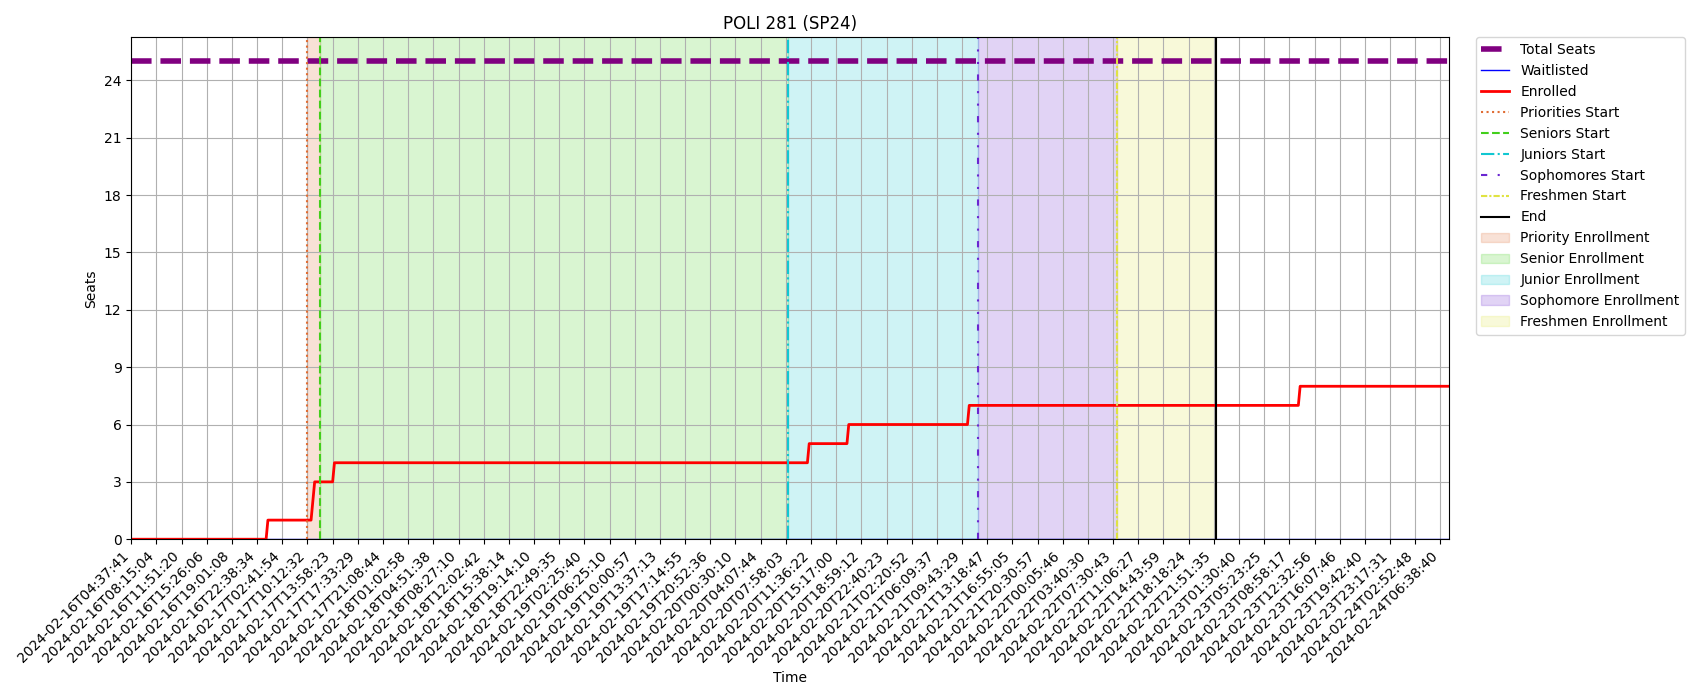 POLI 281 (SP24)
Seats
24
21
18
15
12
9
6
3
0
2024-02-16T04:37:41
2024-02-16T08:15:04
2024-02-16T11:51:20
2024-02-16T15:26:06
2024-02-16T19:01:08
2024-02-16T22:38:34
2024-02-17T02:41:54
2024-02-17T10:12:32
2024-02-17T13:58:23
2024-02-17T17:33:29
2024-02-17T21:08:44
2024-02-18T01:02:58
2024-02-18T04:51:38
2024-02-18T08:27:10
2024-02-18T12:02:42
2024-02-18T15:38:14
2024-02-18T19:14:10
2024-02-18T22:49:35
2024-02-19T02:25:40
2024-02-19T06:25:10
2024-02-19T10:00:57
2024-02-19T13:37:13
2024-02-19T17:14:55
2024-02-19T20:52:36
2024-02-20T00:30:10
2024-02-20T04:07:44
2024-02-20T07:58:03
2024-02-20T11:36:22
2024-02-20T15:17:00
2024-02-20T18:59:12
2024-02-20T22:40:23
2024-02-21T02:20:52
2024-02-21T06:09:37
2024-02-21T09:43:29
2024-02-21T13:18:47
2024-02-21T16:55:05
2024-02-21T20:30:57
2024-02-22T00:05:46
2024-02-22T03:40:30
2024-02-22T07:30:43
2024-02-22T11:06:27
2024-02-22T14:43:59
2024-02-22T18:18:24
2024-02-22T21:51:35
2024-02-23T01:30:40
2024-02-23T05:23:25
2024-02-23T08:58:17
2024-02-23T12:32:56
2024-02-23T16:07:46
2024-02-23T19:42:40
2024-02-23T23:17:31
2024-02-24T02:52:48
2024-02-24T06:38:40
Time
Total Seats
Waitlisted
Enrolled
Priorities Start
Seniors Start
Juniors Start
Sophomores Start
Freshmen Start
End
Priority Enrollment
Senior Enrollment
Junior Enrollment
Sophomore Enrollment
Freshmen Enrollment